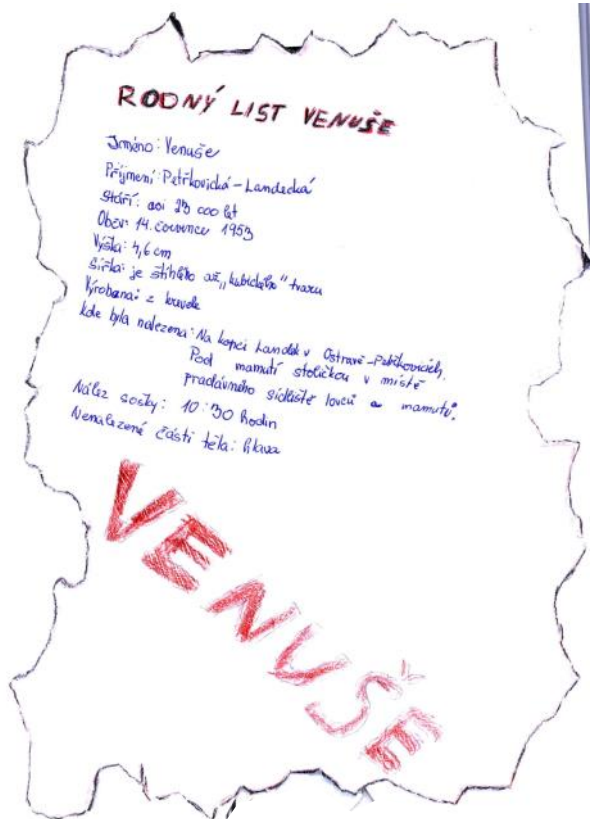 RODNÝ LIST VENUŠE
Jméno: Venuše
Příjmení: Petřkovická-Landecká
Stáří: asi 23 000 let
Objev: 14. července 1953
Výška: 4,6 cm
Šířka: je štíhlého až „kubického" tvaru
Vyrobena: z krevele
Kde byla nalezena: Na kopci Landek v Ostravě-Petřkovicích.
Pod mamutí stoličkou v místě
pradávného sídliště lovců a mamutů.
Nález sošky: 10:30 hodin
Nenalezené části těla: hlava
VENUŠE